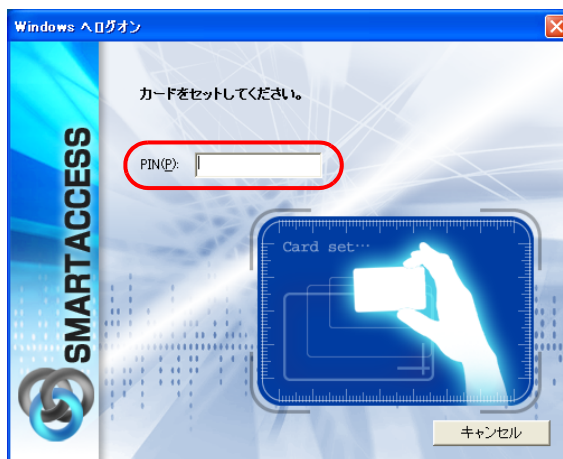 Windows へログオン
SMARTACCESS
カードをセットしてください。
PIN(P):
Card set…
キャンセル